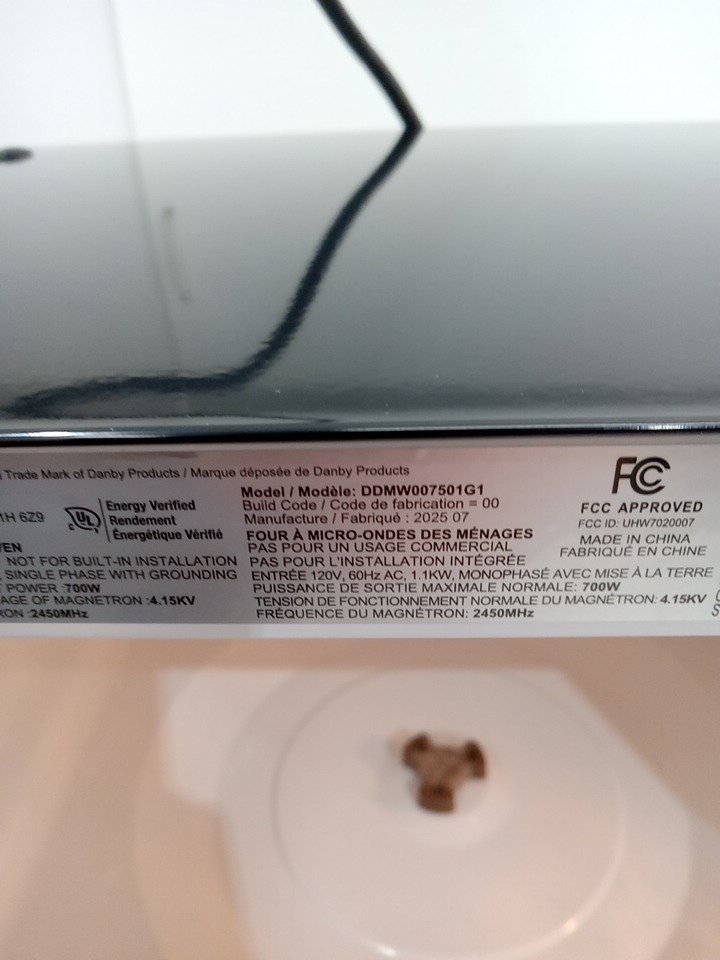 Trade Mark of Danby Products / Marque déposée de Danby Products
1H 6Z9
UL
Energy Verified
Rendement
Énergétique Vérifié
NOT FOR BUILT-IN INSTALLATION
SINGLE PHASE WITH GROUNDING
POWER :700W
AGE OF MAGNETRON :4.15KV
RON :2450MHz
Model / Modèle: DDMW007501G1
Build Code / Code de fabrication = 00
Manufacture / Fabriqué : 2025 07
FOUR À MICRO-ONDES DES MÉNAGES
PAS POUR UN USAGE COMMERCIAL
PAS POUR L'INSTALLATION INTÉGRÉE
ENTRÉE 120V, 60Hz AC, 1.1KW, MONOPHASÉ AVEC MISE À LA TERRE
PUISSANCE DE SORTIE MAXIMALE NORMALE: 700W
TENSION DE FONCTIONNEMENT NORMALE DU MAGNÉTRON: 4.15KV
FRÉQUENCE DU MAGNÉTRON: 2450MHz
FC
FCC APPROVED
FCC ID: UHW7020007
MADE IN CHINA
FABRIQUÉ EN CHINE